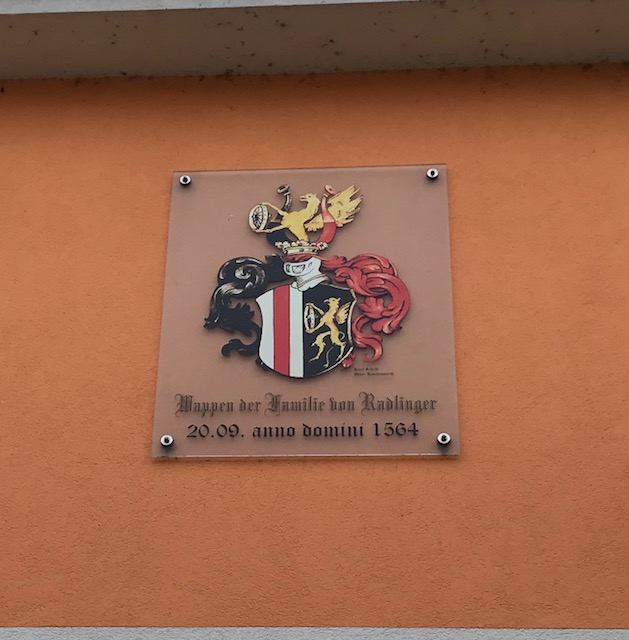 Wappen der Familie von Radlinger
20.09. anno domini 1564